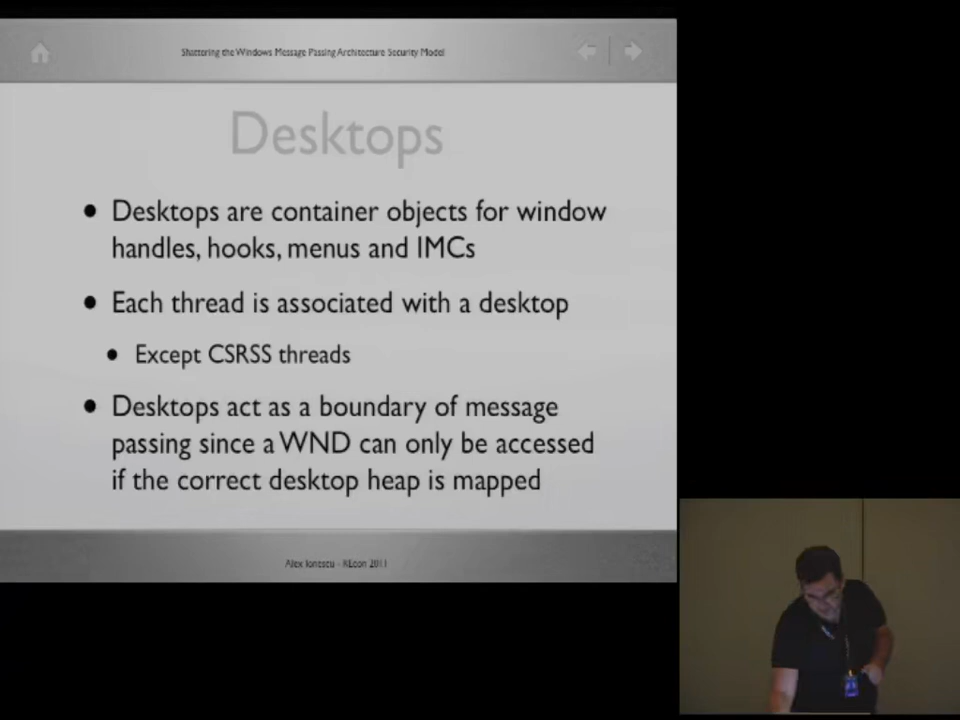 Shattering the Windows Message Passing Architecture Security Model
Desktops
• Desktops are container objects for window
handles, hooks, menus and IMCs
• Each thread is associated with a desktop
• Except CSRSS threads
• Desktops act as a boundary of message
passing since a WND can only be accessed
if the correct desktop heap is mapped
Alex Ionescu - REcon 2011